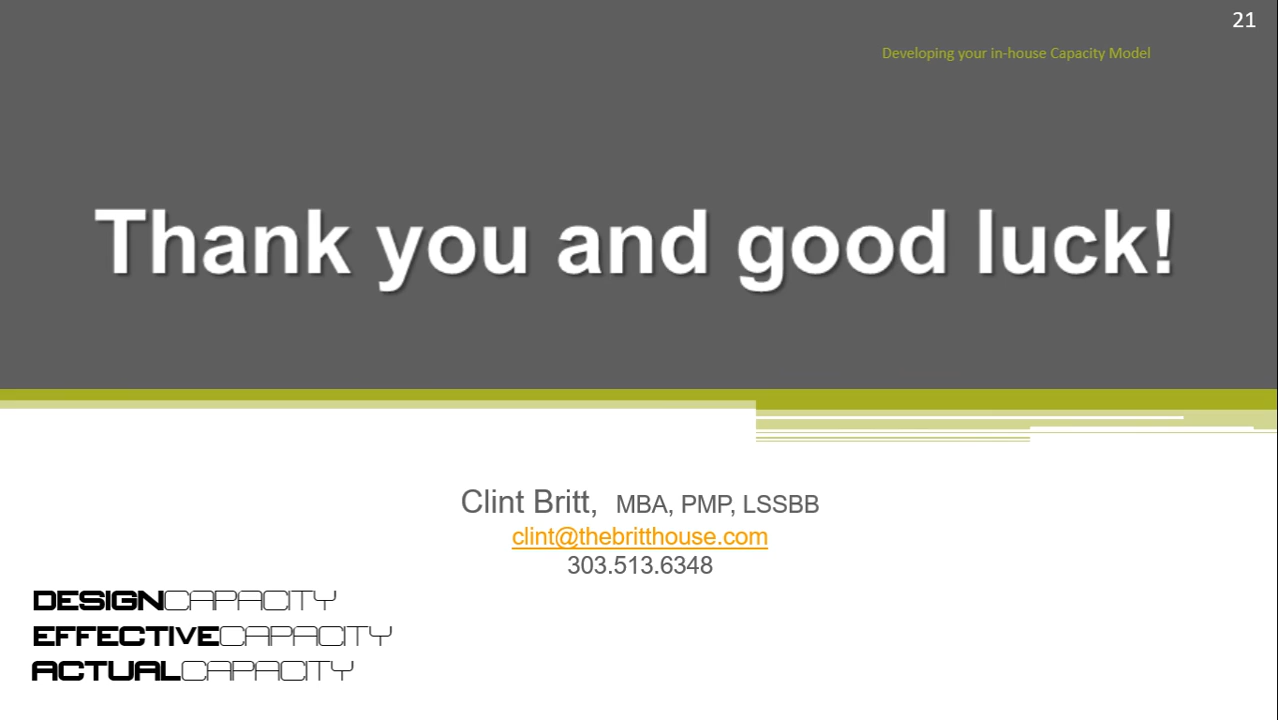 21
Developing your in-house Capacity Model
Thank you and good luck!
Clint Britt, MBA, PMP, LSSBB
clint@thebritthouse.com
303.513.6348
DESIGNCAPACITY
EFFECTIVECAPACITY
ACTUALCAPACITY